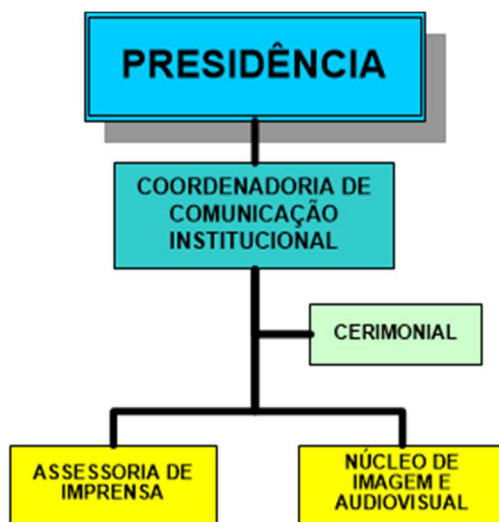 PRESIDÊNCIA
COORDENADORIA DE
COMUNICAÇÃO
INSTITUCIONAL
CERIMONIAL
ASSESSORIA DE
IMPRENSA
NÚCLEO DE
IMAGEM E
AUDIOVISUAL